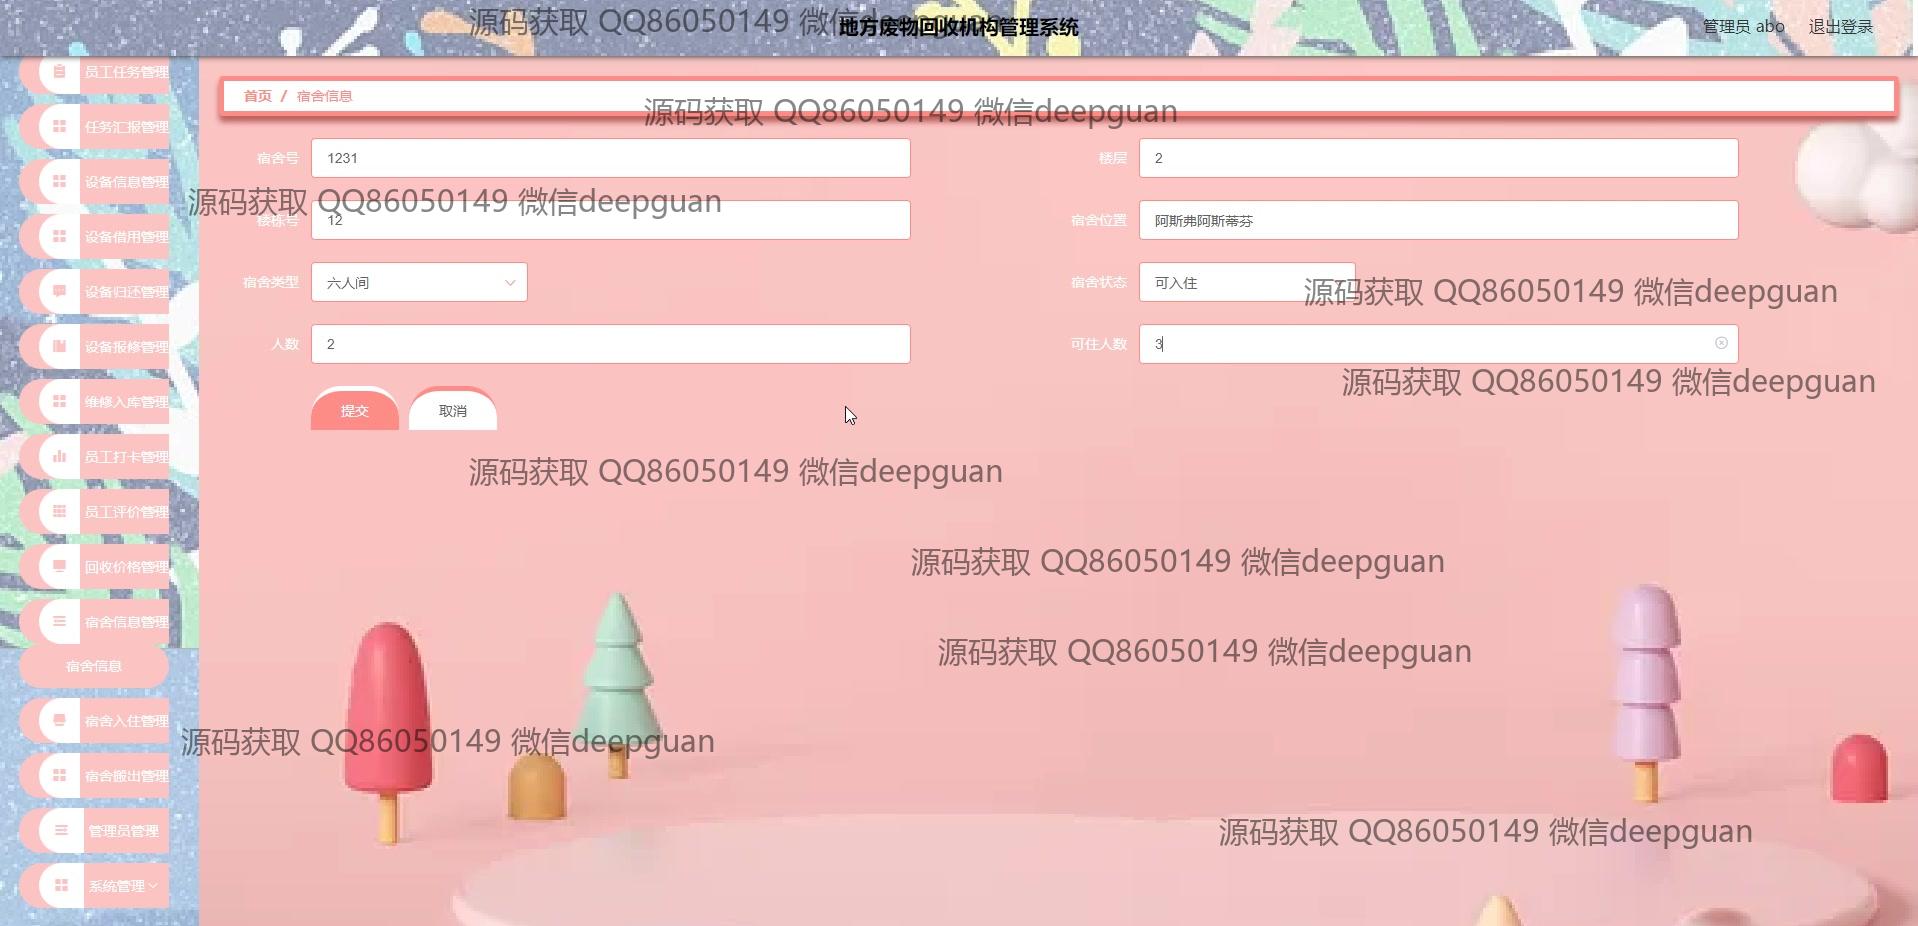 源码获取 QQ86050149 微信deepguan
地方废物回收机构管理系统
管理员 abo
退出登录
员工任务管理
任务汇报管理
设备信息管理
设备借用管理
设备归还管理
设备报修管理
维修入库管理
员工打卡管理
员工评价管理
回收价格管理
宿舍信息管理
宿舍信息
宿舍入住管理
宿舍搬出管理
管理员管理
系统管理
首页 / 宿舍信息
源码获取 QQ86050149 微信deepguan
宿舍号 1231
楼层 2
源码获取 QQ86050149 微信deepguan
楼栋号 12
宿舍位置 阿斯弗阿斯蒂芬
宿舍类型 六人间
宿舍状态 可入住
源码获取 QQ86050149 微信deepguan
人数 2
可住人数 3
源码获取 QQ86050149 微信deepguan
提交
取消
源码获取 QQ86050149 微信deepguan
源码获取 QQ86050149 微信deepguan
源码获取 QQ86050149 微信deepguan
源码获取 QQ86050149 微信deepguan
源码获取 QQ86050149 微信deepguan